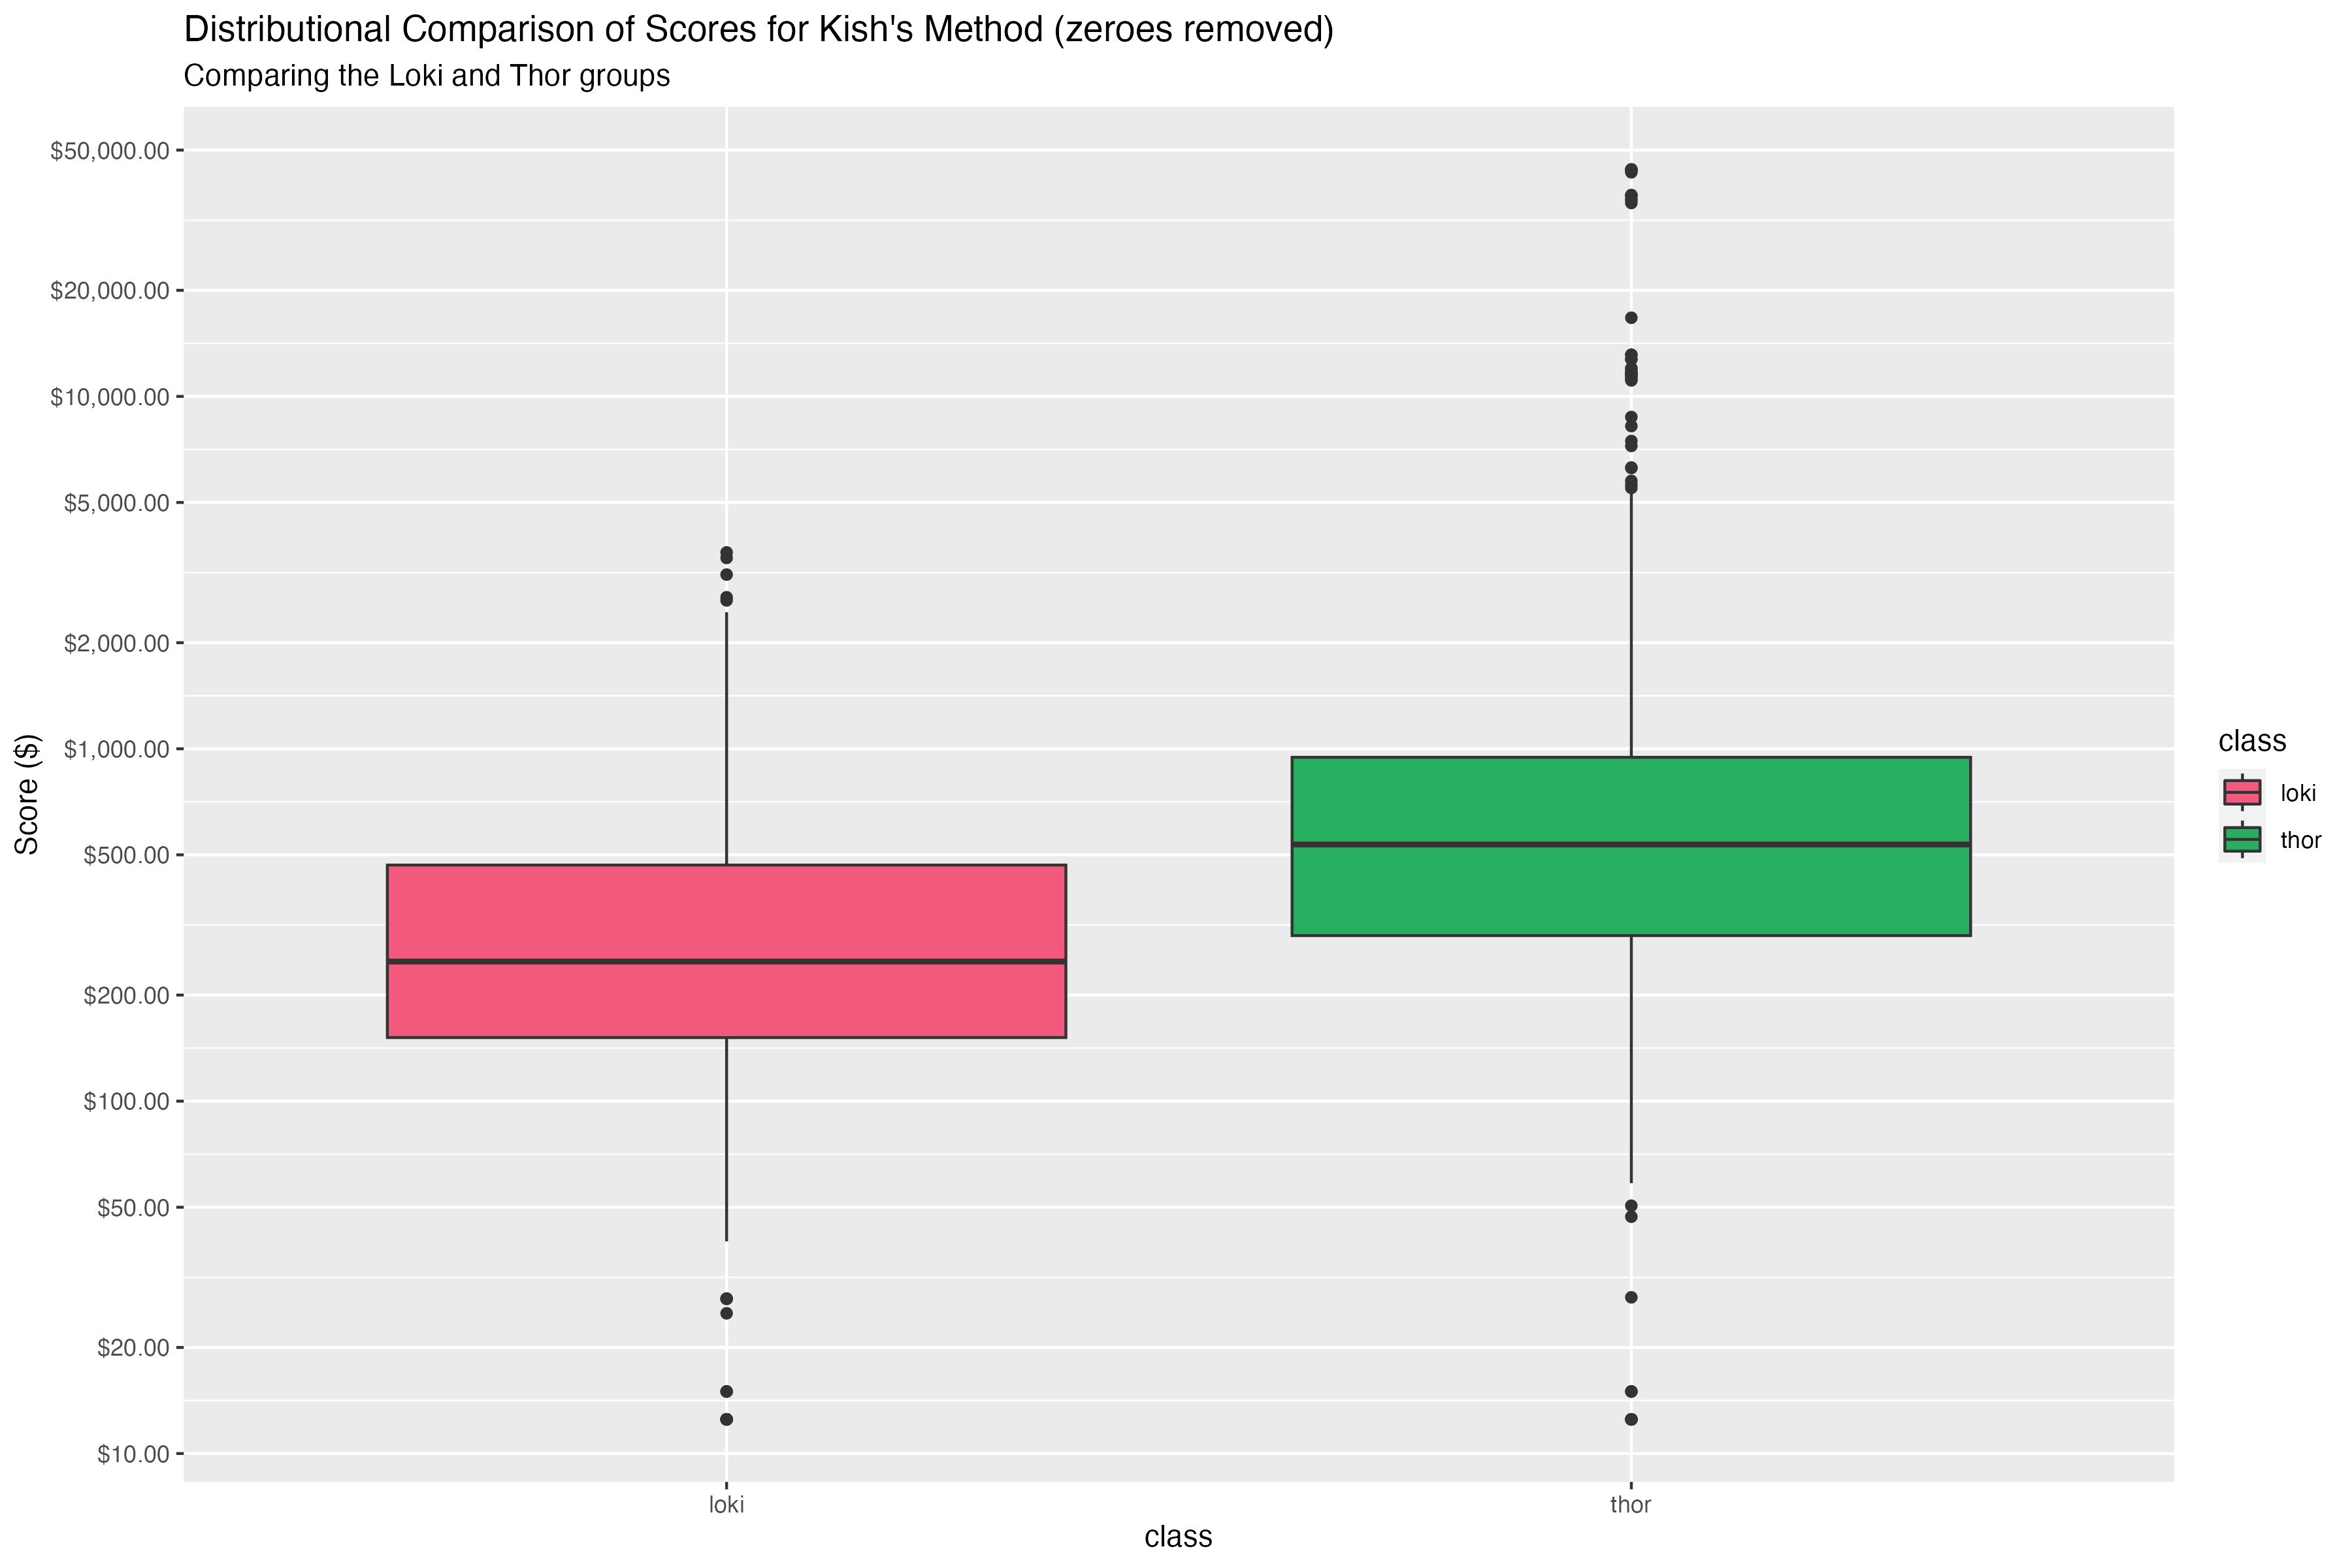 Distributional Comparison of Scores for Kish's Method (zeroes removed)
Comparing the Loki and Thor groups
Score ($)
$50,000.00
$20,000.00
$10,000.00
$5,000.00
$2,000.00
$1,000.00
$500.00
$200.00
$100.00
$50.00
$20.00
$10.00
loki
thor
class
class
loki
thor